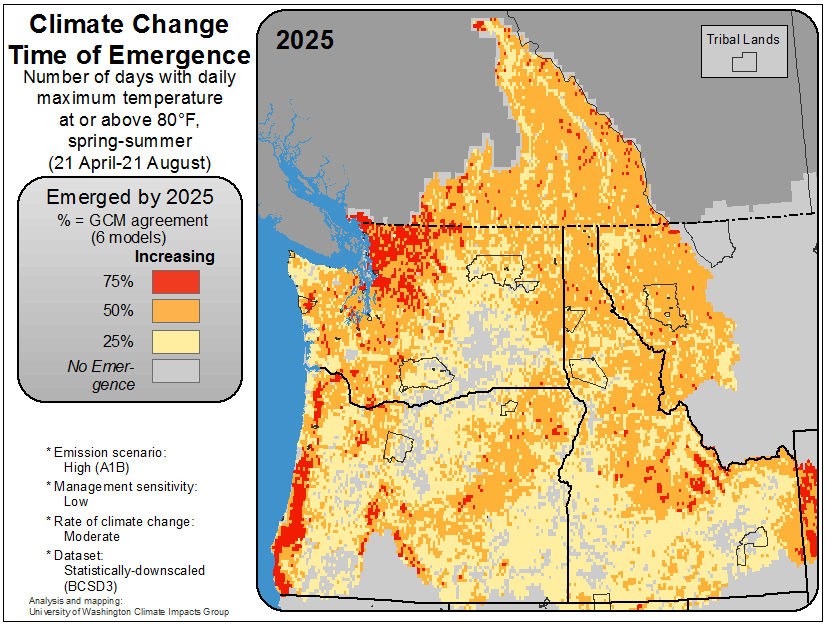 Climate Change
Time of Emergence
Number of days with daily
maximum temperature
at or above 80°F,
spring-summer
(21 April-21 August)
Emerged by 2025
% = GCM agreement
(6 models)
Increasing
75%
50%
25%
No Emer-
gence
* Emission scenario:
High (A1B)
* Management sensitivity:
Low
* Rate of climate change:
Moderate
* Dataset:
Statistically-downscaled
(BCSD3)
Analysis and mapping:
University of Washington Climate Impacts Group
2025
Tribal Lands